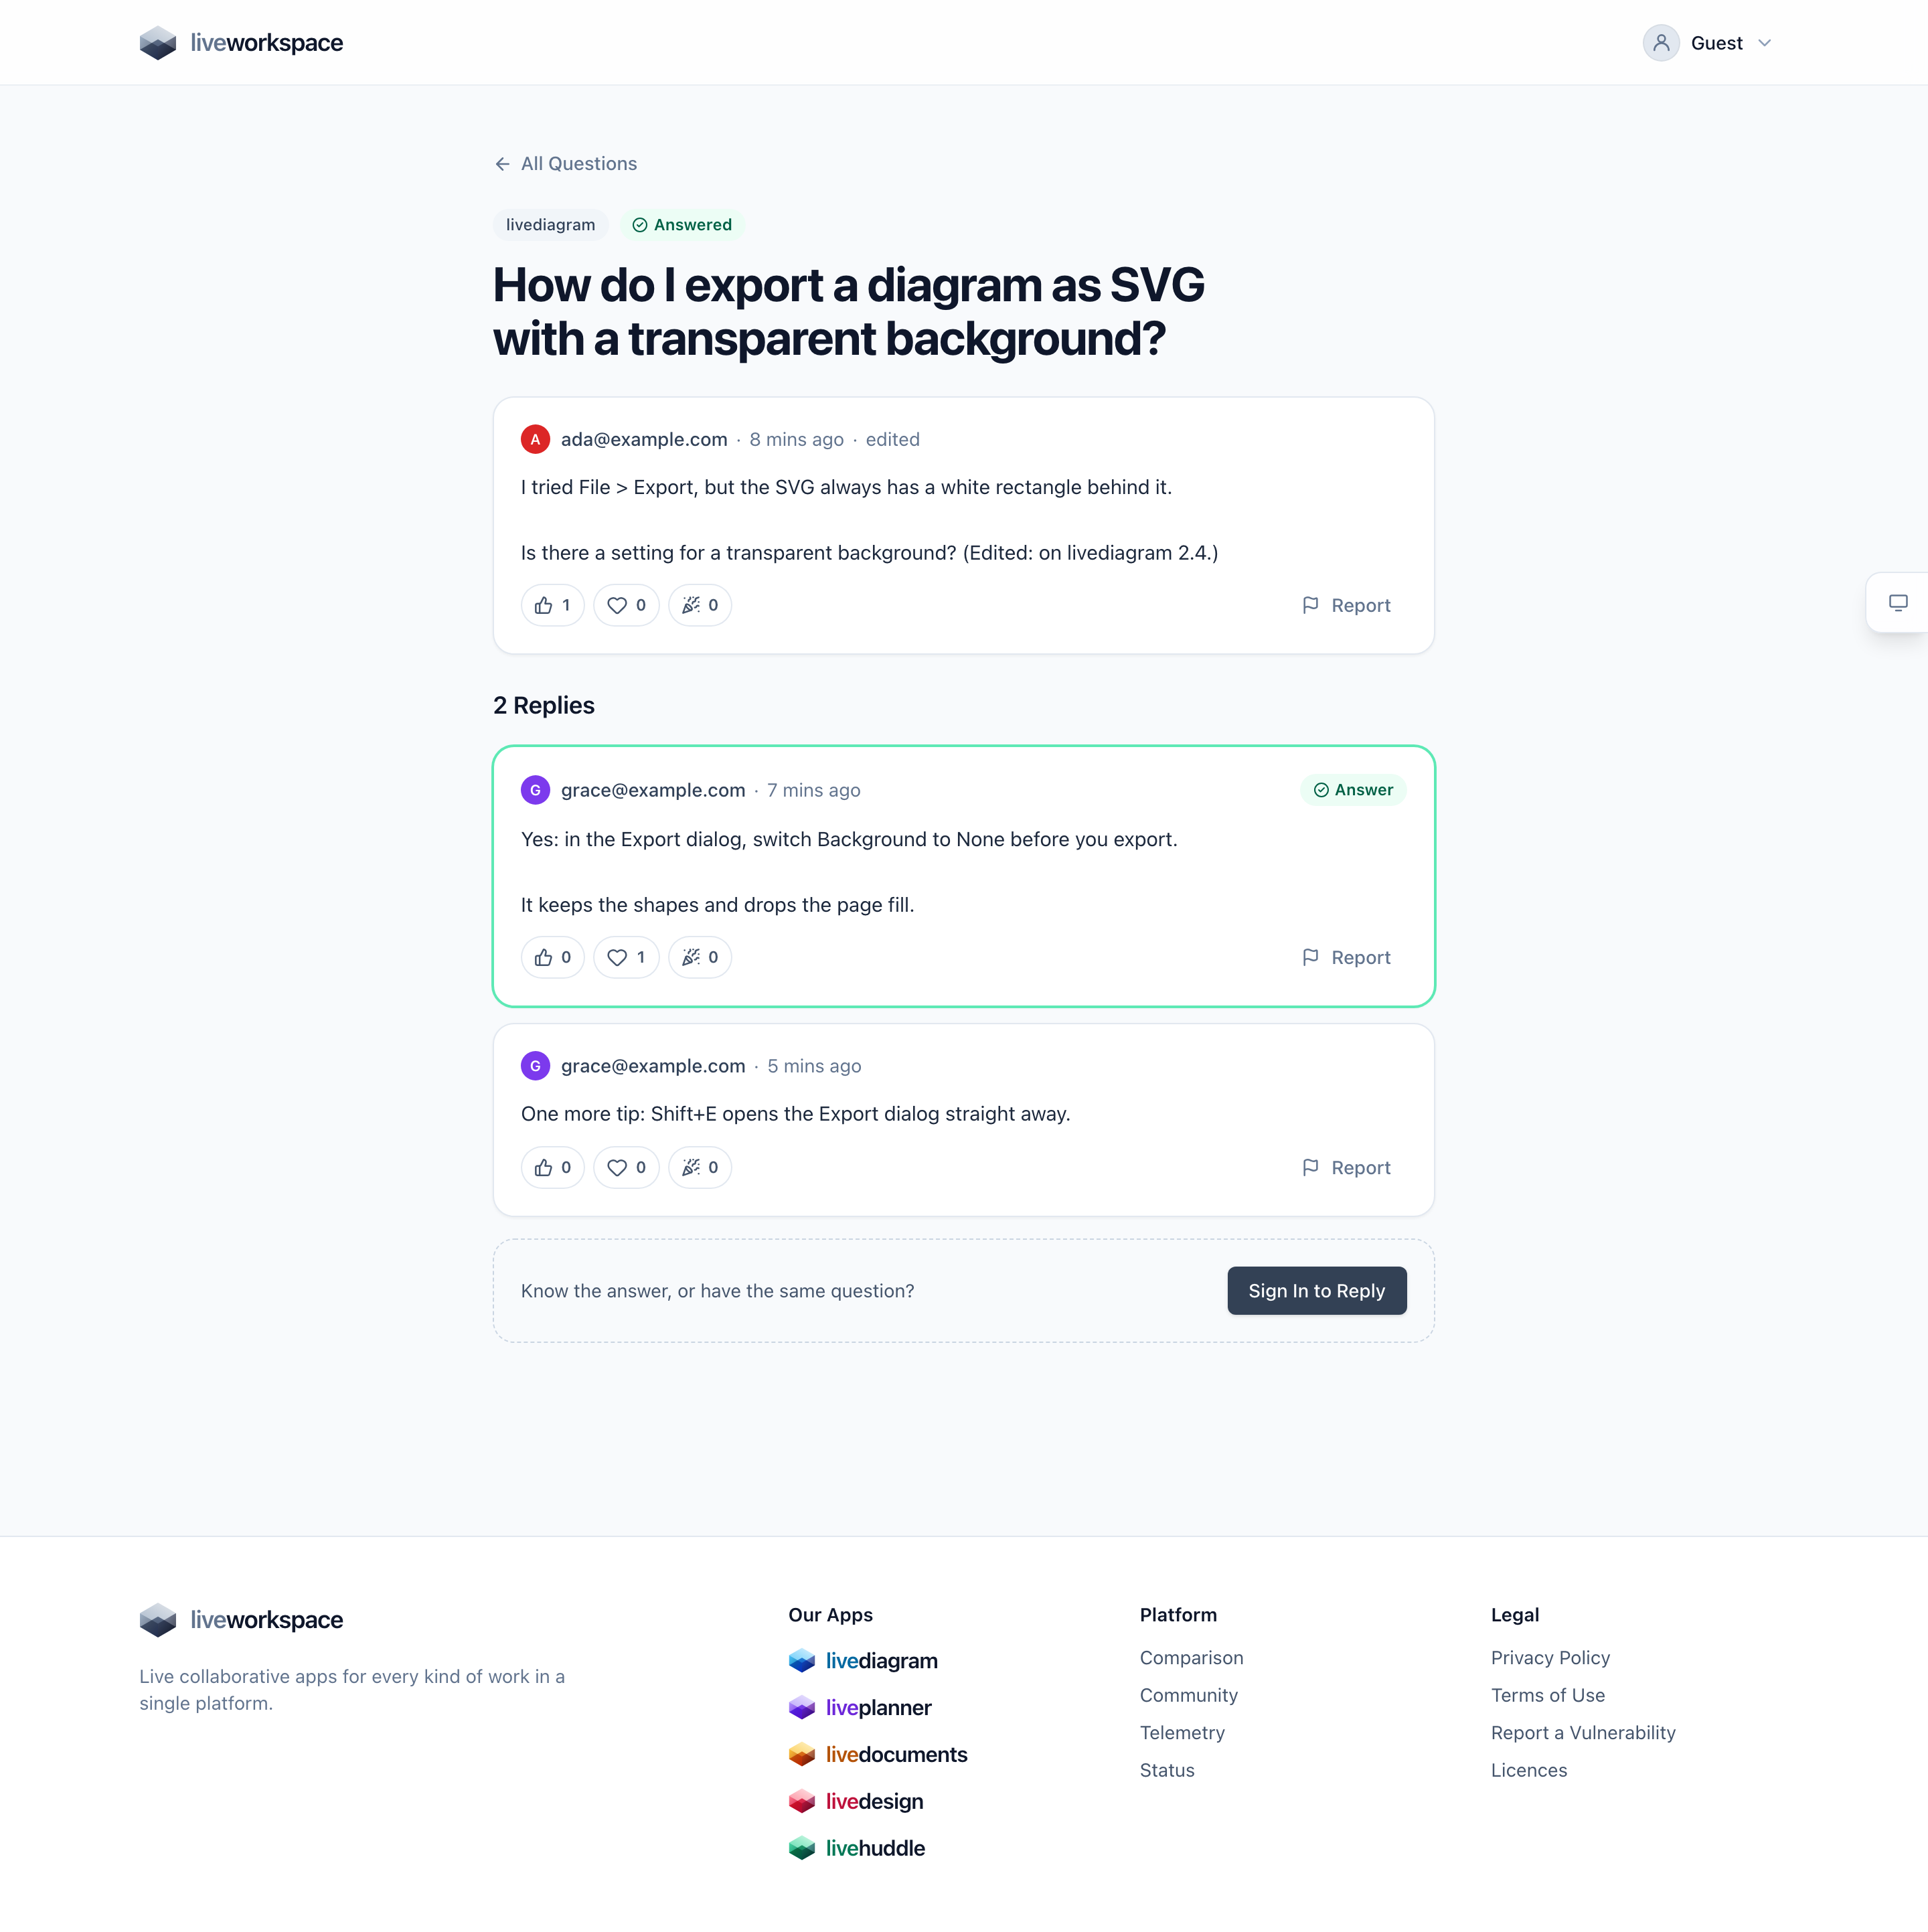 liveworkspace
Guest
All Questions
livediagram
Answered
How do I export a diagram as SVG
with a transparent background?
A
ada@example.com · 8 mins ago · edited
I tried File > Export, but the SVG always has a white rectangle behind it.
Is there a setting for a transparent background? (Edited: on livediagram 2.4.)
1 0 0 Report
2 Replies
G
grace@example.com · 7 mins ago
Answer
Yes: in the Export dialog, switch Background to None before you export.
It keeps the shapes and drops the page fill.
0 1 0 Report
G
grace@example.com · 5 mins ago
One more tip: Shift+E opens the Export dialog straight away.
0 0 0 Report
Know the answer, or have the same question?
Sign In to Reply
liveworkspace
Live collaborative apps for every kind of work in a
single platform.
Our Apps
livediagram
liveplanner
livedocuments
livedesign
livehuddle
Platform
Comparison
Community
Telemetry
Status
Legal
Privacy Policy
Terms of Use
Report a Vulnerability
Licences